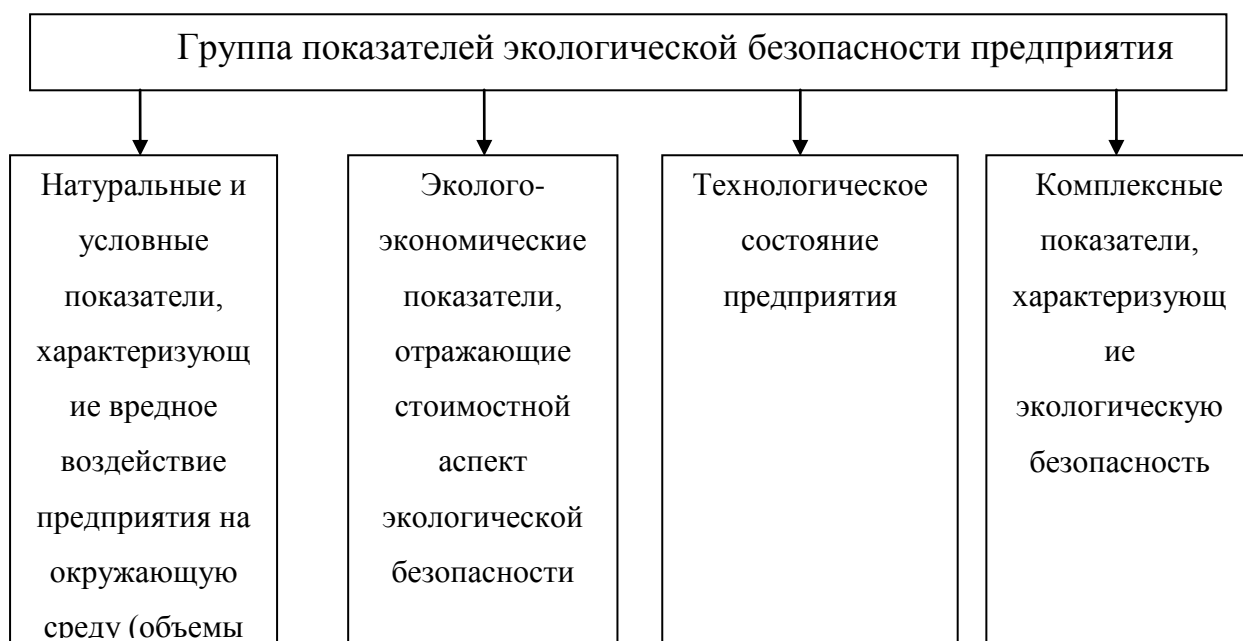 Группа показателей экологической безопасности предприятия
Натуральные и
условные
показатели,
характеризующ
ие вредное
воздействие
предприятия на
окружающую
среду (объемы
Эколого-
экономические
показатели,
отражающие
стоимостной
аспект
экологической
безопасности
Технологическое
состояние
предприятия
Комплексные
показатели,
характеризующ
ие
экологическую
безопасность